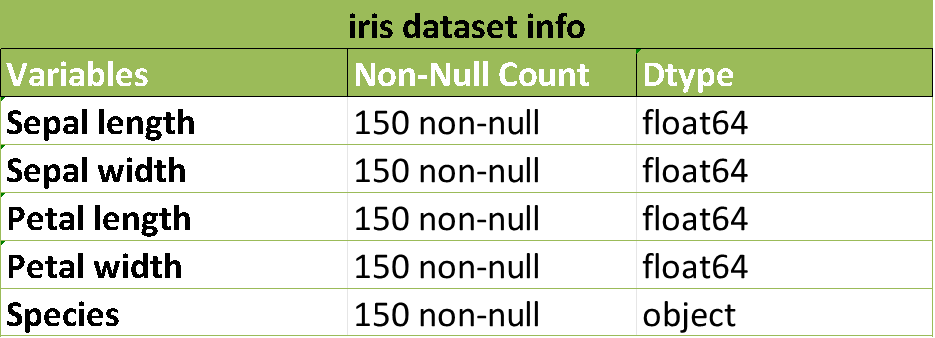 iris dataset info
Variables Non-Null Count Dtype
Sepal length 150 non-null float64
Sepal width 150 non-null float64
Petal length 150 non-null float64
Petal width 150 non-null float64
Species 150 non-null object